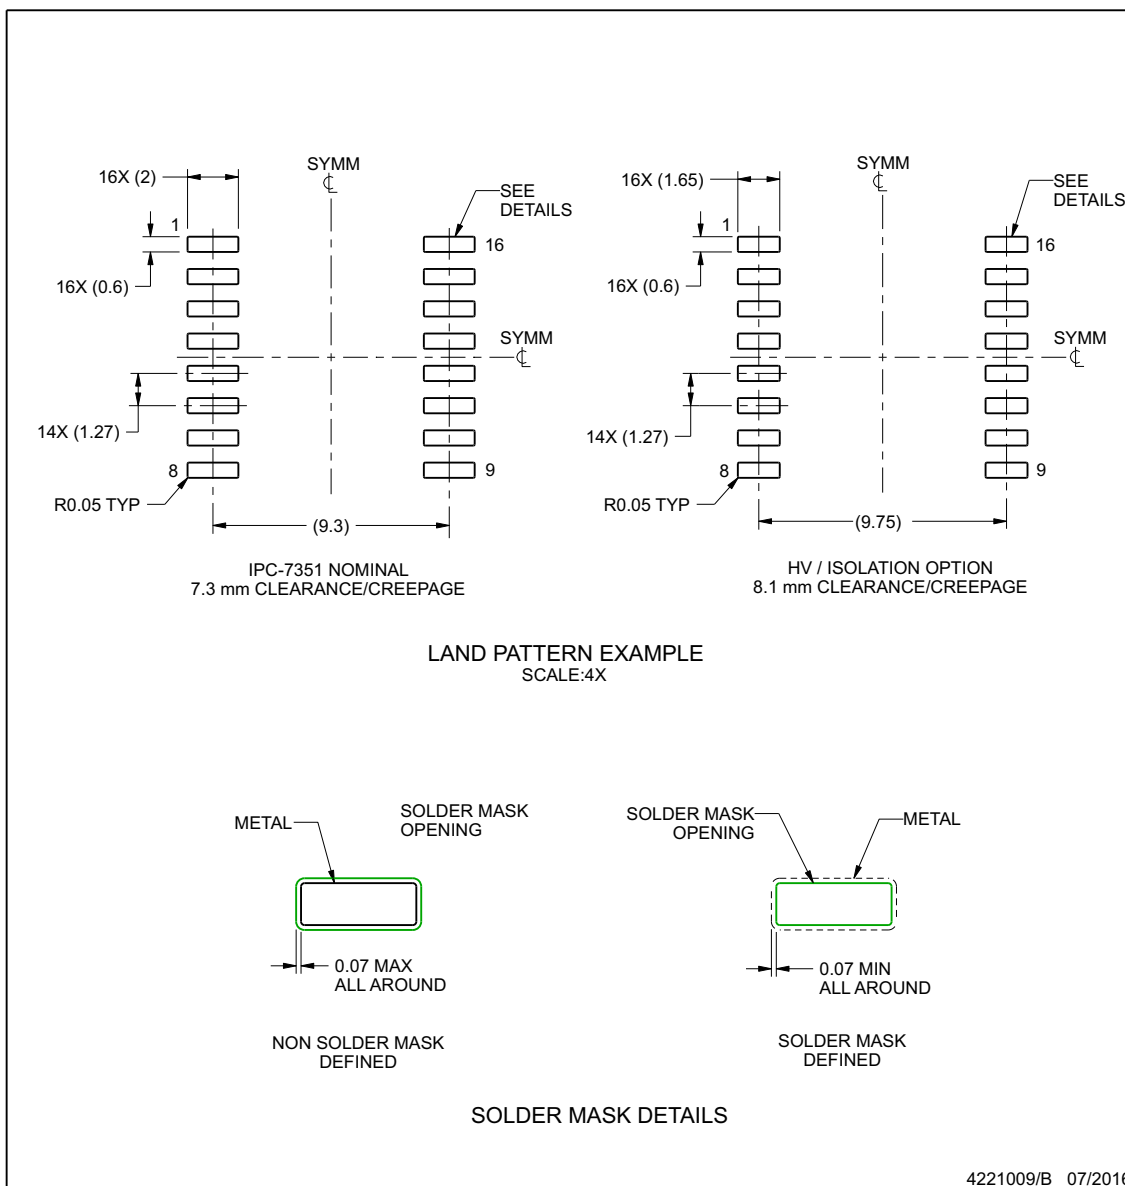 16X (2)
SYMM
SEE
DETAILS
1
16
16X (0.6)
SYMM
14X (1.27)
8
9
R0.05 TYP
(9.3)
IPC-7351 NOMINAL
7.3 mm CLEARANCE/CREEPAGE
16X (1.65)
SYMM
SEE
DETAILS
1
16
16X (0.6)
SYMM
14X (1.27)
8
9
R0.05 TYP
(9.75)
HV / ISOLATION OPTION
8.1 mm CLEARANCE/CREEPAGE
LAND PATTERN EXAMPLE
SCALE:4X
METAL
SOLDER MASK
OPENING
0.07 MAX
ALL AROUND
NON SOLDER MASK
DEFINED
SOLDER MASK
OPENING
METAL
0.07 MIN
ALL AROUND
SOLDER MASK
DEFINED
SOLDER MASK DETAILS
4221009/B 07/2016